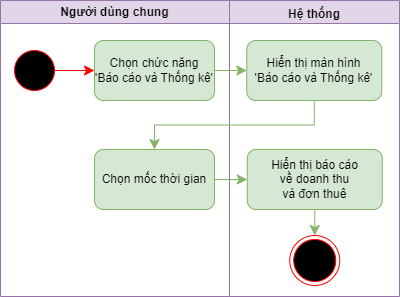 Người dùng chung
Hệ thống
Chọn chức năng
'Báo cáo và Thống kê'
Hiển thị màn hình
'Báo cáo và Thống kê'
Chọn mốc thời gian
Hiển thị báo cáo
về doanh thu
và đơn thuê